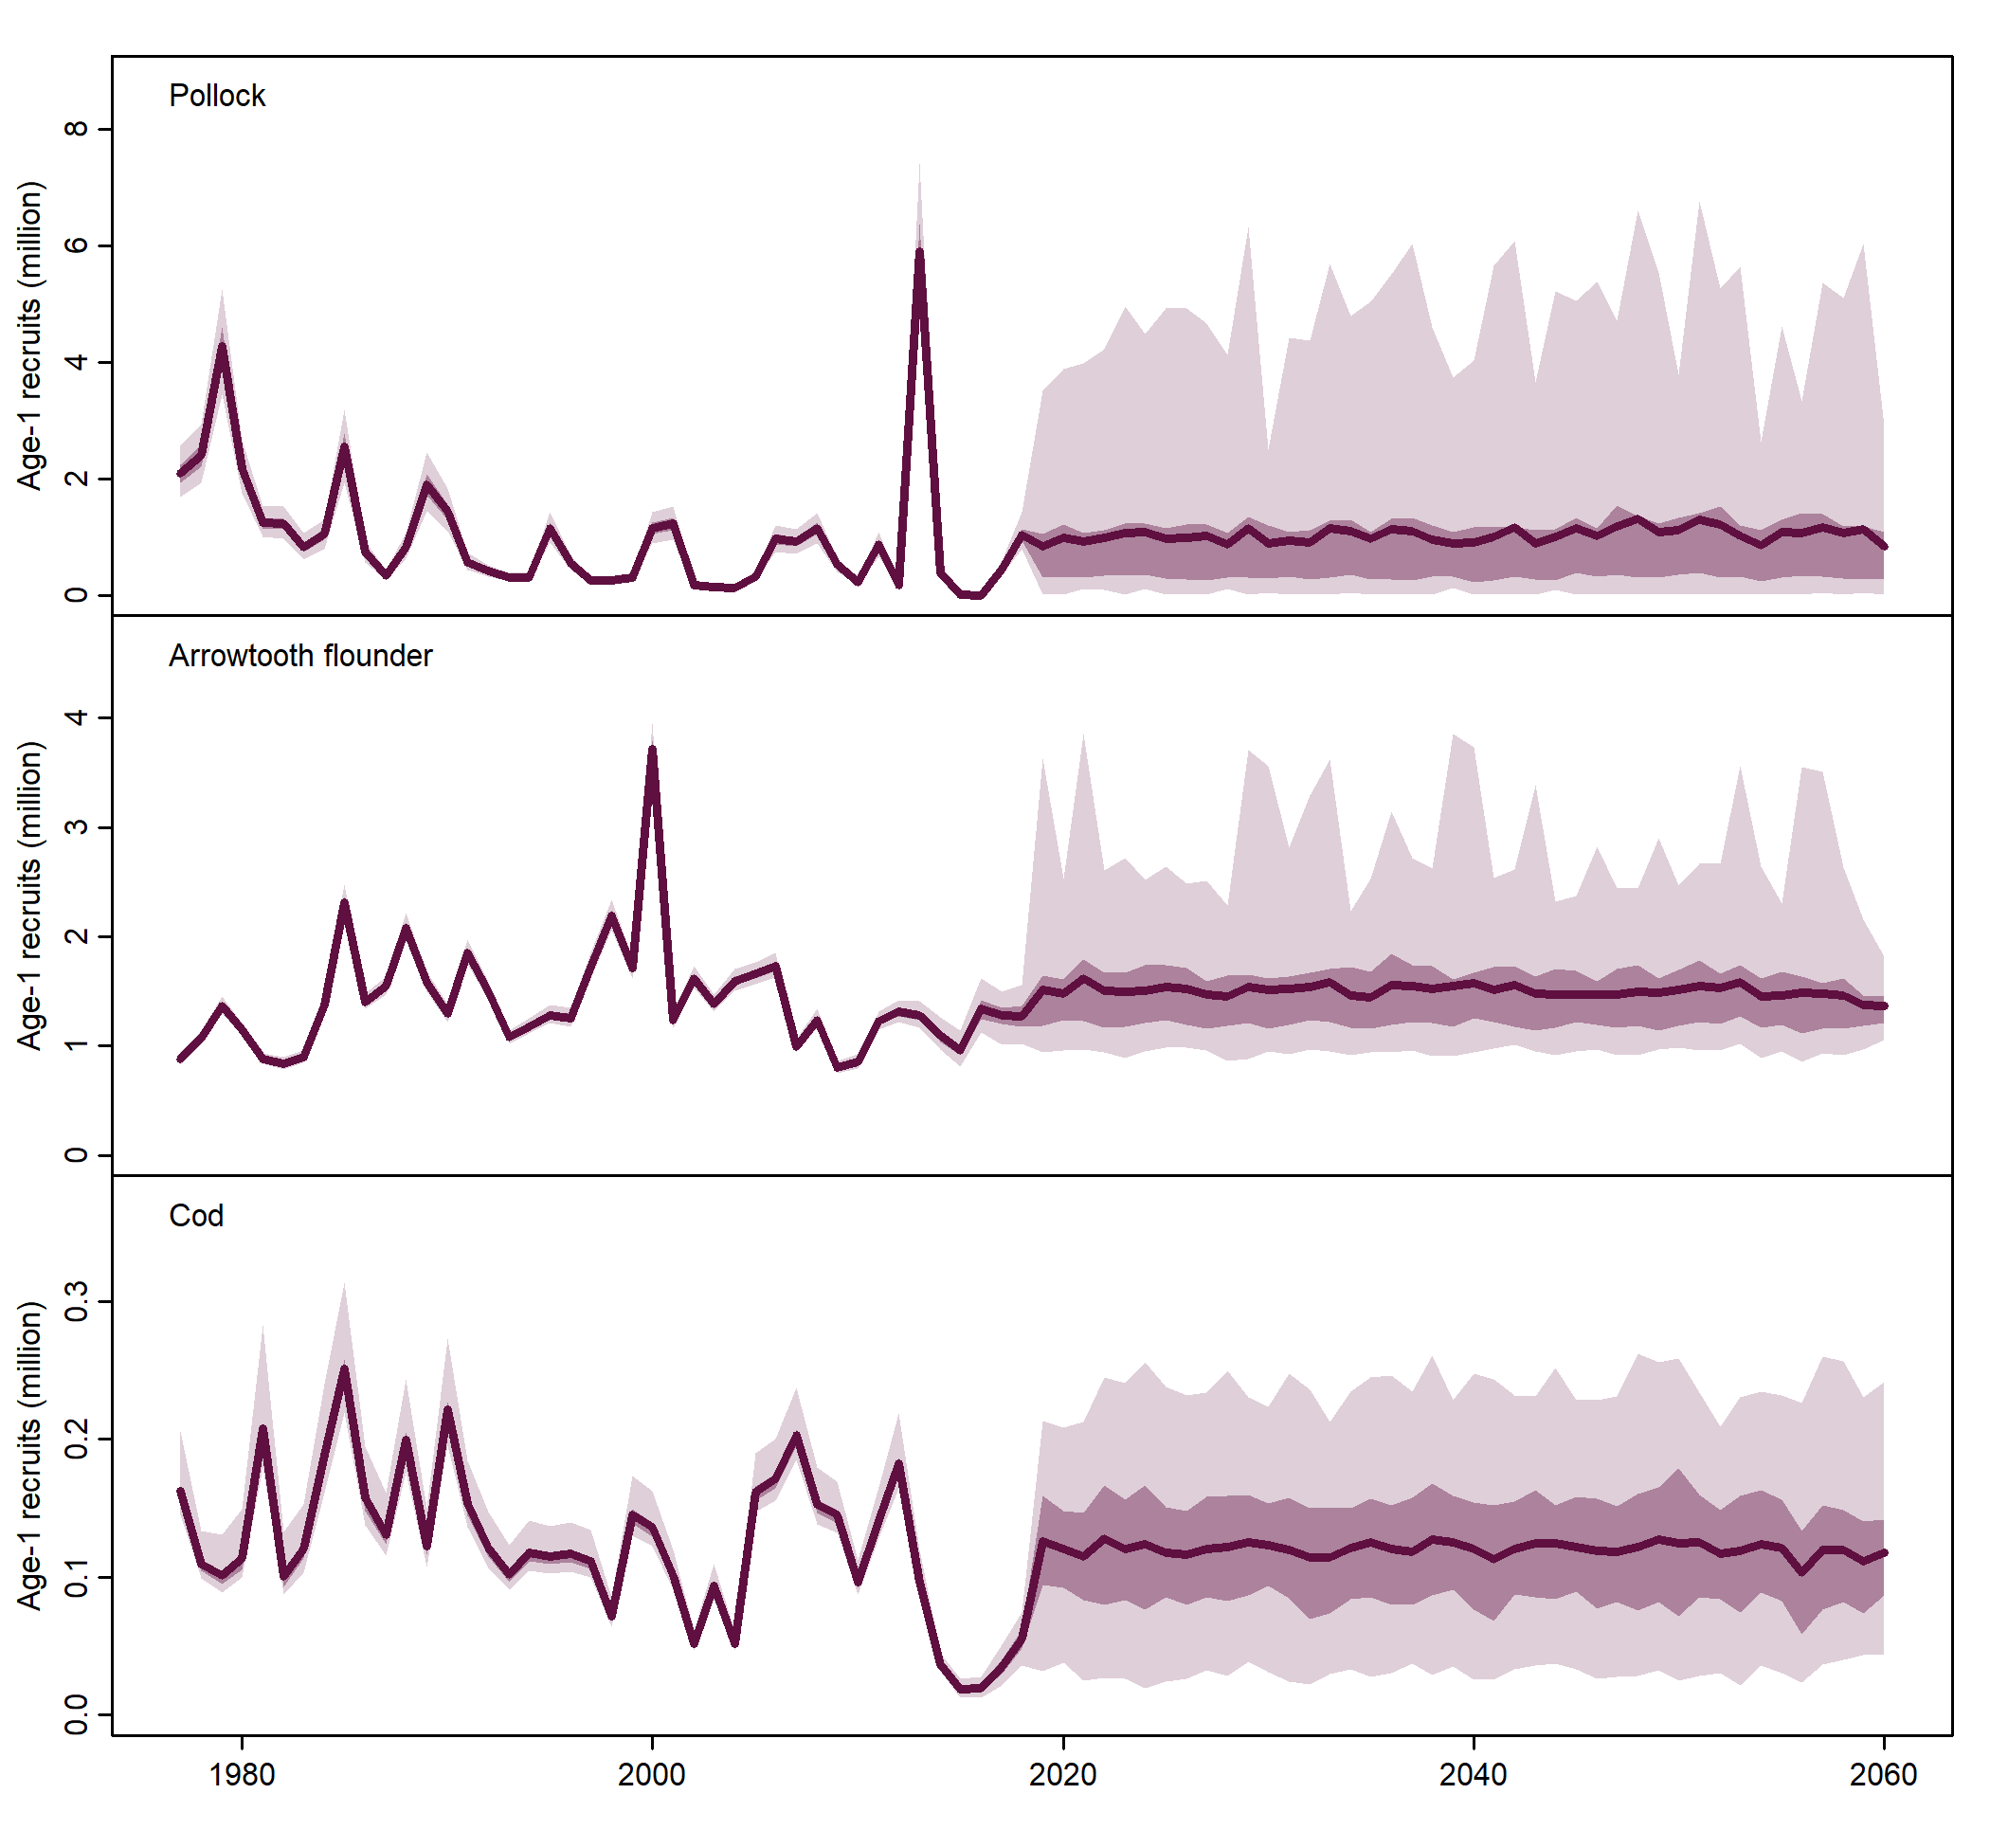 Pollock
Age-1 recruits (million)
8
6
4
2
0
Arrowtooth flounder
Age-1 recruits (million)
4
3
2
1
0
Cod
Age-1 recruits (million)
0.3
0.2
0.1
0.0
1980 2000 2020 2040 2060